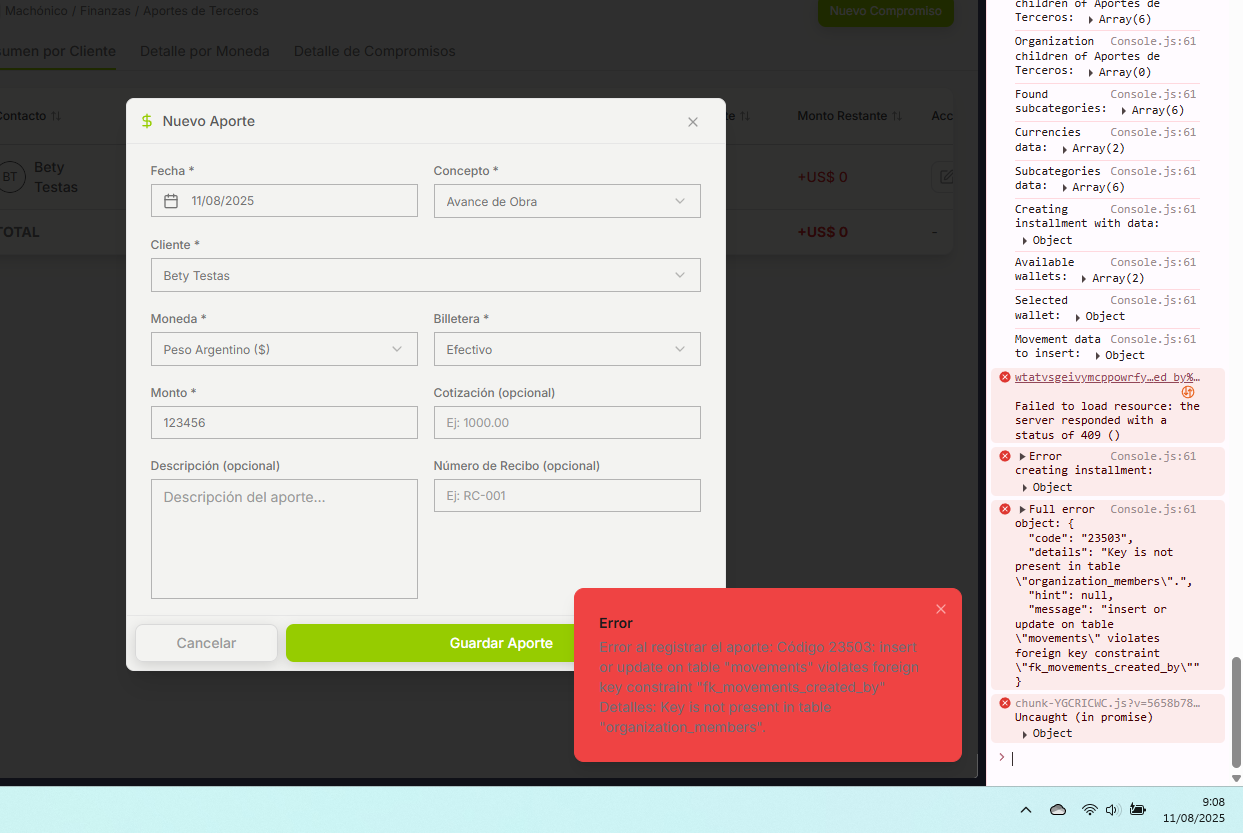 Machónico / Finanzas / Aportes de Terceros
Nuevo Compromiso
umen por Cliente
Detalle por Moneda
Detalle de Compromisos
Contacto
te
Monto Restante
Acc
BT
Bety
Testas
+US$ 0
TOTAL
+US$ 0
-
$ Nuevo Aporte
Fecha *
Concepto *
11/08/2025
Avance de Obra
Cliente *
Bety Testas
Moneda *
Billetera *
Peso Argentino ($)
Efectivo
Monto *
Cotización (opcional)
123456
Ej: 1000.00
Descripción (opcional)
Número de Recibo (opcional)
Descripción del aporte...
Ej: RC-001
Cancelar
Guardar Aporte
Error
Error al registrar el aporte: Código 23503. insert
or update on table "movements" violates foreign
key constraint "fk_movements_created_by"
Detalles: Key is not present in table
"organization_members".
children of Aportes de
Terceros: Array(6)
Organization Console.js:61
children of Aportes de
Terceros: Array(0)
Found Console.js:61
subcategories: Array(6)
Currencies Console.js:61
data: Array(2)
Subcategories Console.js:61
data: Array(6)
Creating Console.js:61
installment with data:
Object
Available Console.js:61
wallets: Array(2)
Selected Console.js:61
wallet: Object
Movement data Console.js:61
to insert: Object
wtatvsgeivymcppowrfy…ed_by%…
Failed to load resource: the
server responded with a
status of 409 ()
Error Console.js:61
creating installment:
Object
Full error Console.js:61
object: {
"code": "23503",
"details": "Key is not
present in table
\"organization_members\".",
"hint": null,
"message": "insert or
update on table
\"movements\" violates
foreign key constraint
\"fk_movements_created_by\""
}
chunk-YGCRICWC.js?v=5658b78…
Uncaught (in promise)
Object
9:08
11/08/2025